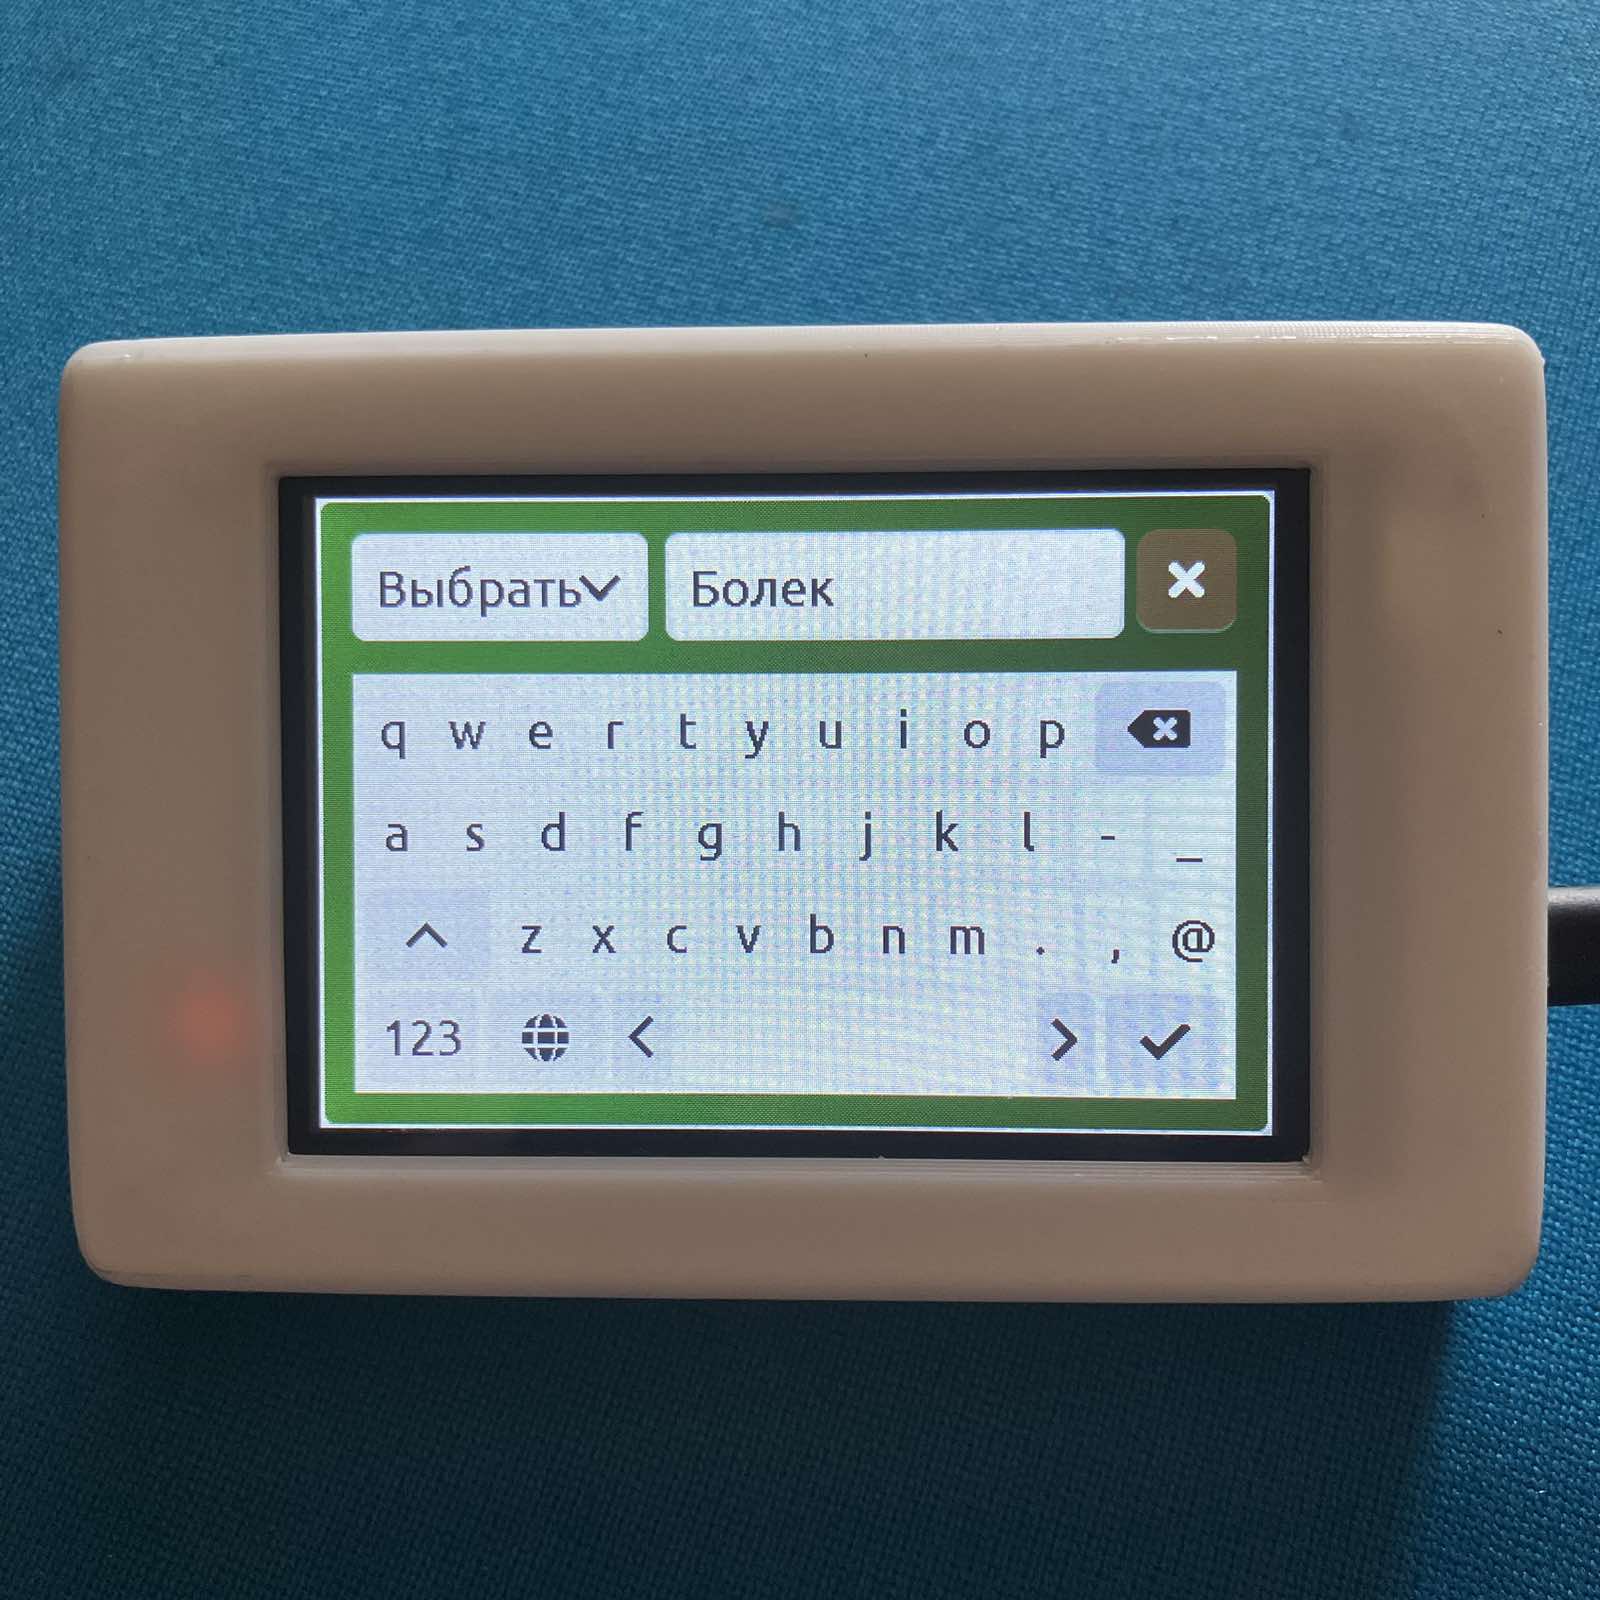 Выбрать Болек
q w e r t y u i o p
a s d f g h j k l - _
z x c v b n m . , @
123 < >